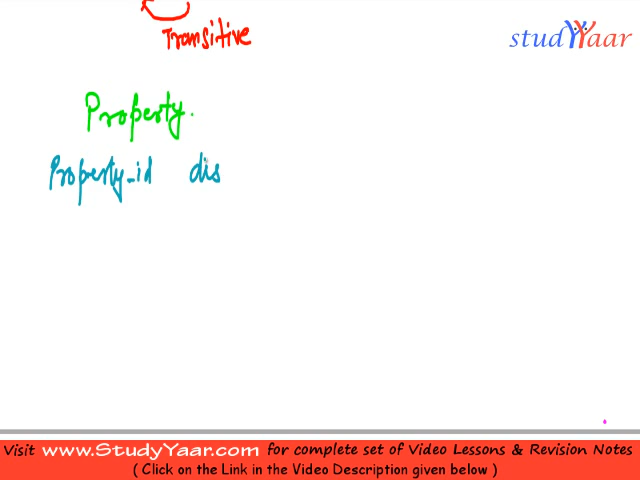 Transitive
studYYaar
Property.
Property_id dis
Visit www.StudyYaar.com for complete set of Video Lessons & Revision Notes
( Click on the Link in the Video Description given below )